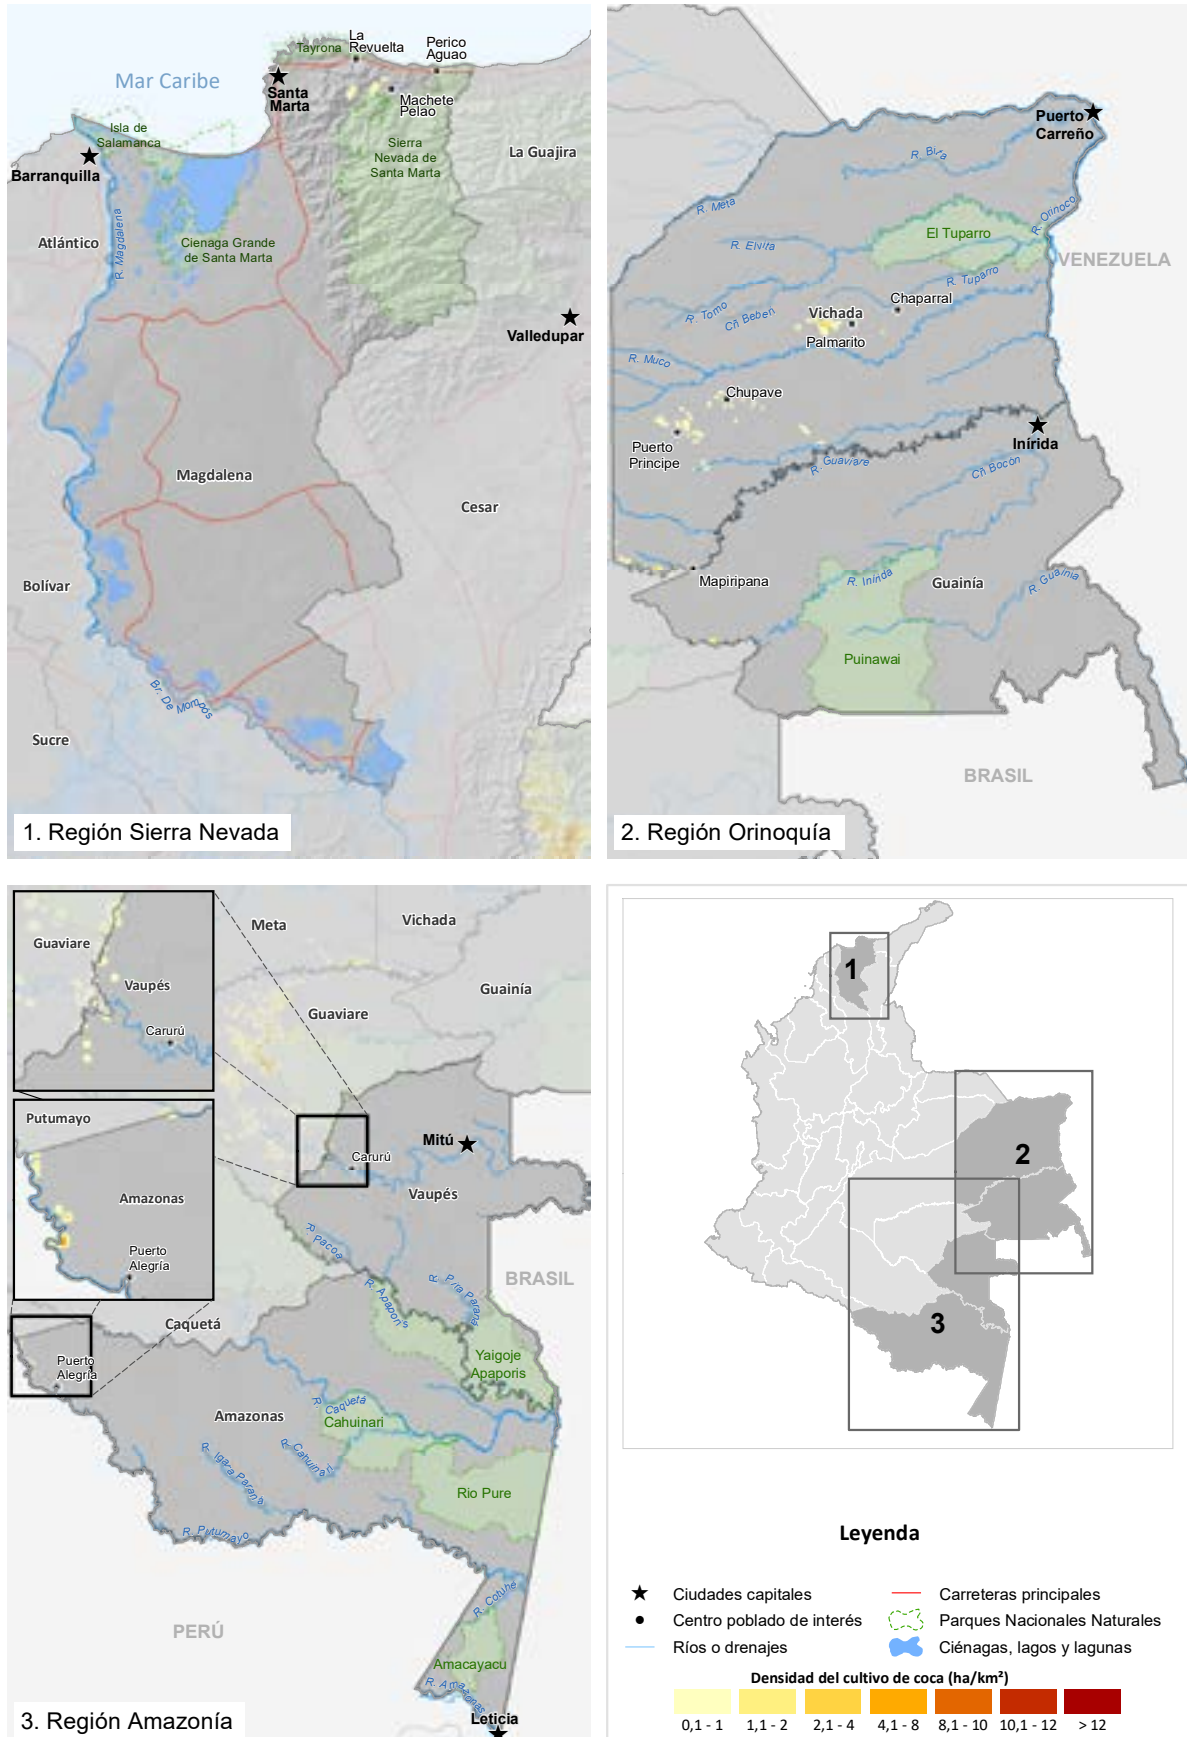 La
Revuelta
Perico
Aguao
Tayrona
Mar Caribe
Santa
Marta
Machete
Pelao
Isla de
Salamanca
Sierra
Nevada de
Santa Marta
La Guajira
Barranquilla
Atlántico
R. Magdalena
Cienaga Grande
de Santa Marta
Valledupar
Magdalena
Cesar
Bolívar
Br. De Mompós
Sucre
1. Región Sierra Nevada
Puerto
Carreño
R. Bita
R. Meta
R. Orinoco
El Tuparro
R. Elvira
VENEZUELA
R. Tuparro
Chaparral
R. Tomo
Cñ Beben
Vichada
Palmarito
R. Muco
Chupave
Puerto
Principe
Inírida
R. Guaviare
Cñ Bocón
Mapiripana
R. Inírida
Guainía
R. Guainia
Puinawai
BRASIL
2. Región Orinoquía
Guaviare
Vaupés
Carurú
Meta
Vichada
Guaviare
Guainía
Putumayo
Amazonas
Puerto
Alegría
Mitú
Carurú
Vaupés
R. Pacoa
R. Apaporis
R. Pira Parana
BRASIL
Caquetá
Puerto
Alegría
Yaigoje
Apaporis
R. Caquetá
Amazonas
Cahuinari
R. Cahuinari
R. Igara Paraná
Rio Pure
R. Putumayo
R. Cotuhe
PERÚ
Amacayacu
R. Amazonas
Leticia
3. Región Amazonía
1
2
3
Leyenda
Ciudades capitales
Carreteras principales
Centro poblado de interés
Parques Nacionales Naturales
Ríos o drenajes
Ciénagas, lagos y lagunas
Densidad del cultivo de coca (ha/km²)
0,1 - 1 1,1 - 2 2,1 - 4 4,1 - 8 8,1 - 10 10,1 - 12 > 12